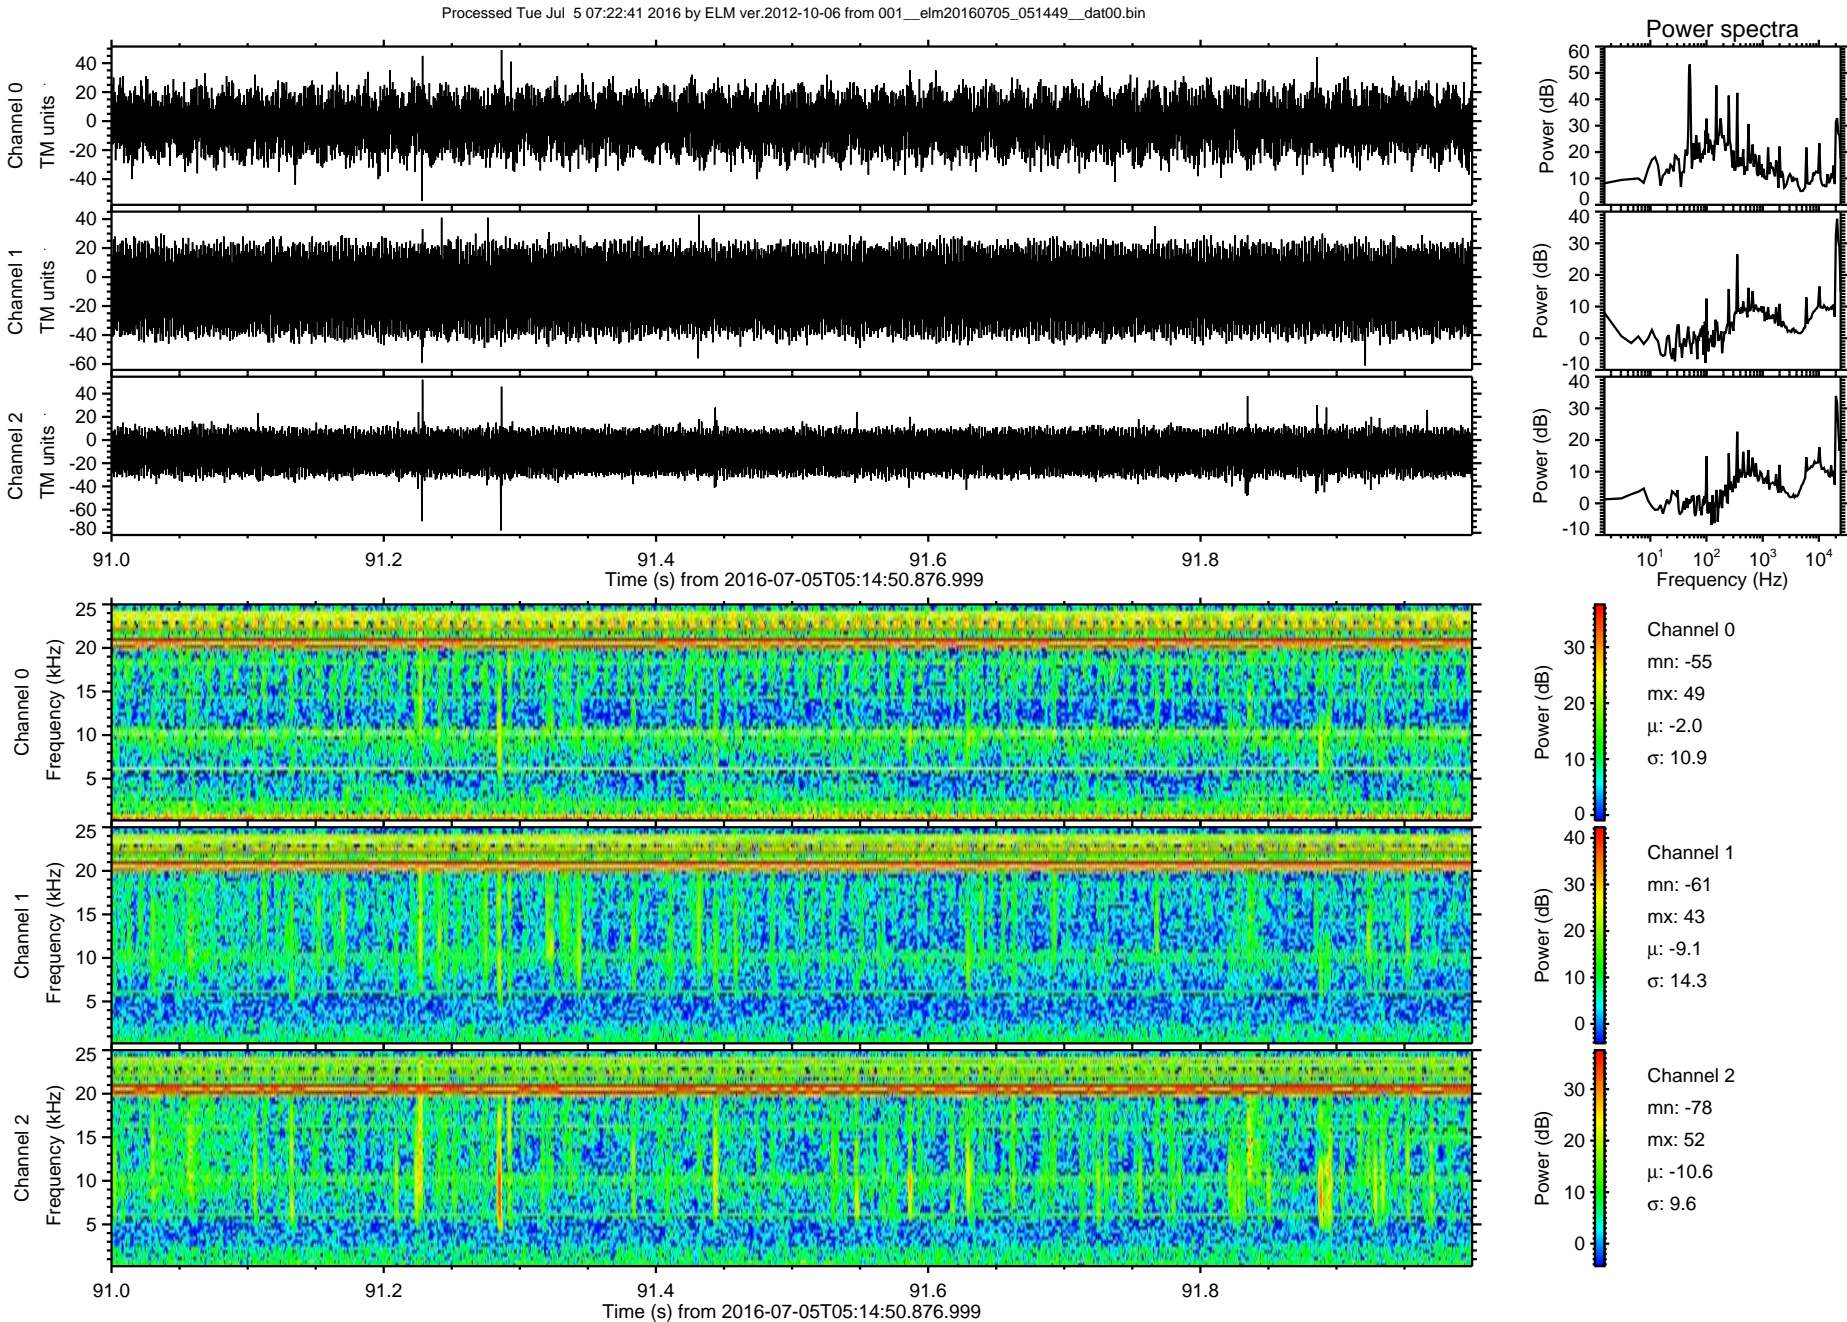 Processed Tue Jul 5 07:22:41 2016 by ELM ver.2012-10-06 from 001__elm20160705_051449__dat00.bin
Power spectra
Channel 0
TM units
40
20
0
-20
-40
Power (dB)
60
50
40
30
20
10
0
Channel 1
TM units
40
20
0
-20
-40
-60
Power (dB)
40
30
20
10
0
-10
Channel 2
TM units
40
20
0
-20
-40
-60
-80
Power (dB)
40
30
20
10
0
-10
91.0 91.2 91.4 91.6 91.8
Time (s) from 2016-07-05T05:14:50.876.999
10^1 10^2 10^3 10^4
Frequency (Hz)
Channel 0
Frequency (kHz)
25
20
15
10
5
Power (dB)
30
20
10
0
Channel 0
mn: -55
mx: 49
μ: -2.0
σ: 10.9
Channel 1
Frequency (kHz)
25
20
15
10
5
Power (dB)
40
30
20
10
0
Channel 1
mn: -61
mx: 43
μ: -9.1
σ: 14.3
Channel 2
Frequency (kHz)
25
20
15
10
5
Power (dB)
30
20
10
0
Channel 2
mn: -78
mx: 52
μ: -10.6
σ: 9.6
91.0 91.2 91.4 91.6 91.8
Time (s) from 2016-07-05T05:14:50.876.999